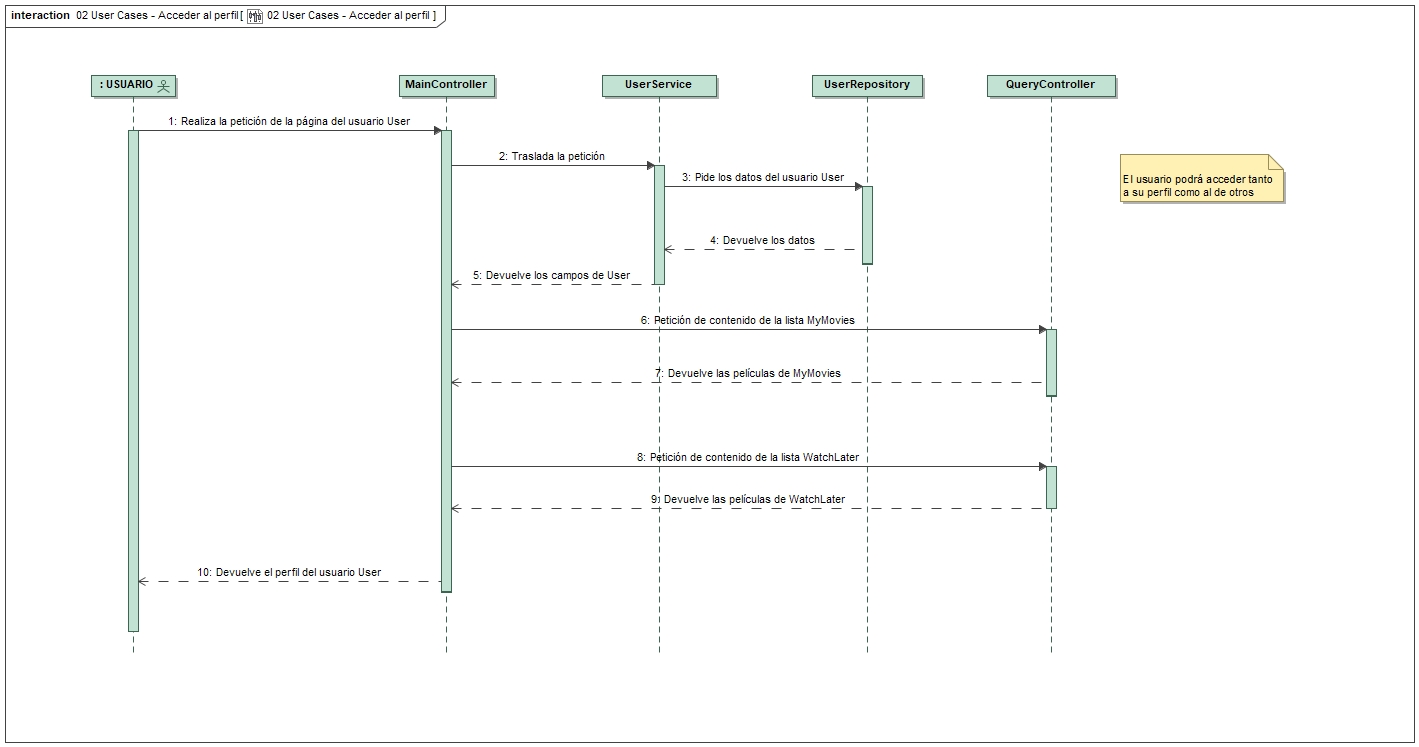 interaction 02 User Cases - Acceder al perfil[ 02 User Cases - Acceder al perfil ]
: USUARIO
MainController
UserService
UserRepository
QueryController
1: Realiza la petición de la página del usuario User
2: Traslada la petición
3: Pide los datos del usuario User
El usuario podrá acceder tanto
a su perfil como al de otros
4: Devuelve los datos
5: Devuelve los campos de User
6: Petición de contenido de la lista MyMovies
7: Devuelve las películas de MyMovies
8: Petición de contenido de la lista WatchLater
9: Devuelve las películas de WatchLater
10: Devuelve el perfil del usuario User